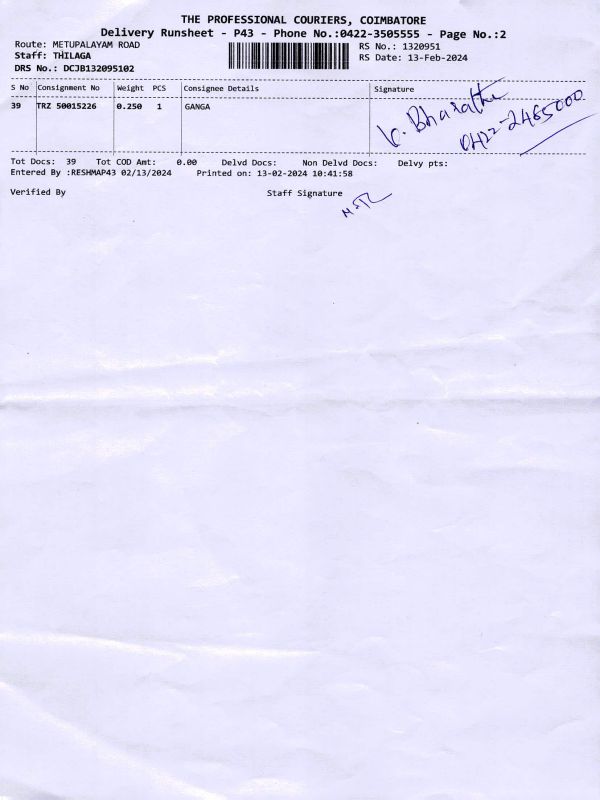 THE PROFESSIONAL COURIERS, COIMBATORE
Delivery Runsheet - P43 - Phone No.:0422-3505555 - Page No.:2
Route: METUPALAYAM ROAD RS No.: 1320951
Staff: THILAGA RS Date: 13-Feb-2024
DRS No.: DCJB132095102
S No Consignment No Weight PCS Consignee Details Signature
39 TRZ 50015226 0.250 1 GANGA
V. Bharathi
0422-2485000
Tot Docs: 39 Tot COD Amt: 0.00 Delvd Docs: Non Delvd Docs: Delvy pts:
Entered By :RESHMAP43 02/13/2024 Printed on: 13-02-2024 10:41:58
Verified By Staff Signature